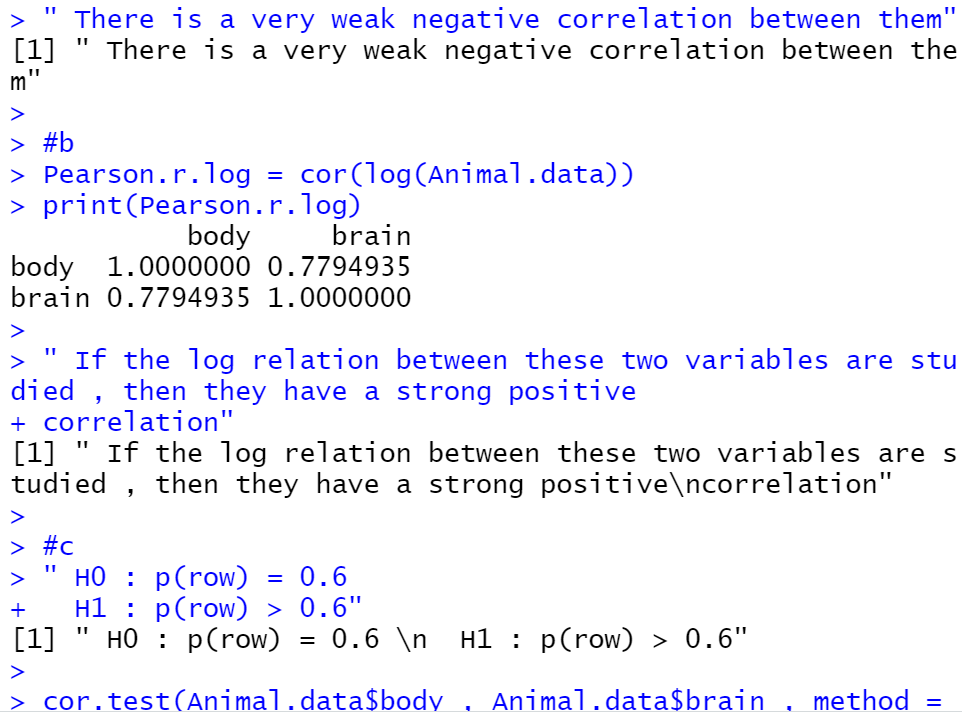 > " There is a very weak negative correlation between them"
[1] " There is a very weak negative correlation between the
m"
>
> #b
> Pearson.r.log = cor(log(Animal.data))
> print(Pearson.r.log)
           body     brain
body  1.0000000 0.7794935
brain 0.7794935 1.0000000
>
> " If the log relation between these two variables are stu
died , then they have a strong positive
+ correlation"
[1] " If the log relation between these two variables are s
tudied , then they have a strong positive\ncorrelation"
>
> #c
> " H0 : p(row) = 0.6
+   H1 : p(row) > 0.6"
[1] " H0 : p(row) = 0.6 \n  H1 : p(row) > 0.6"
>
> cor.test(Animal.data$body , Animal.data$brain , method =